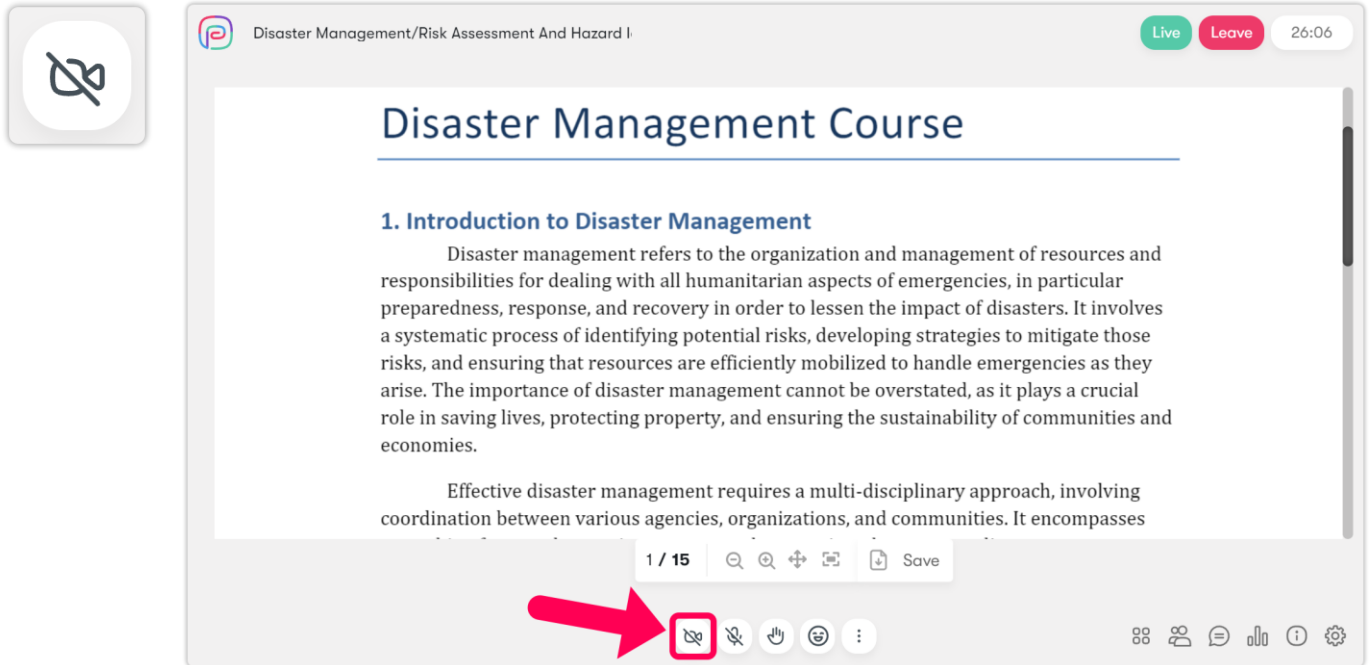 Disaster Management/Risk Assessment And Hazard
Live
Leave
26:06
Disaster Management Course
1. Introduction to Disaster Management
Disaster management refers to the organization and management of resources and
responsibilities for dealing with all humanitarian aspects of emergencies, in particular
preparedness, response, and recovery in order to lessen the impact of disasters. It involves
a systematic process of identifying potential risks, developing strategies to mitigate those
risks, and ensuring that resources are efficiently mobilized to handle emergencies as they
arise. The importance of disaster management cannot be overstated, as it plays a crucial
role in saving lives, protecting property, and ensuring the sustainability of communities and
economies.
Effective disaster management requires a multi-disciplinary approach, involving
coordination between various agencies, organizations, and communities. It encompasses
1 / 15
Save